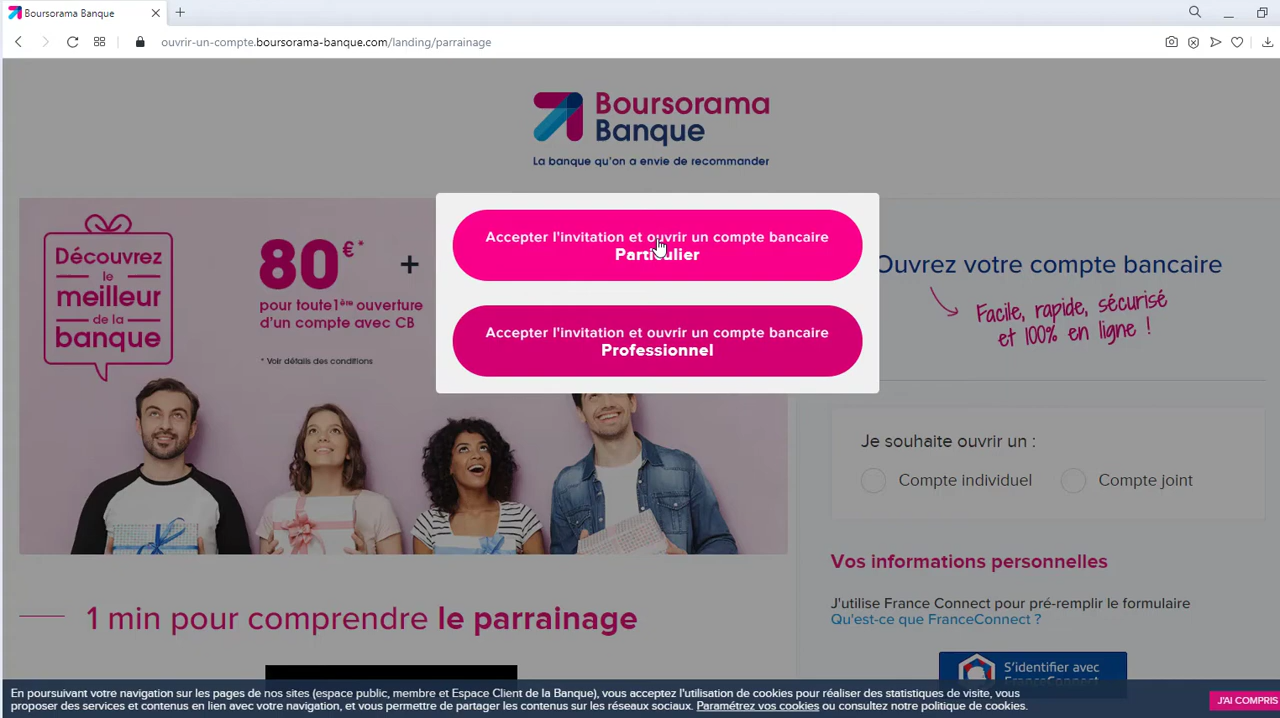 Boursorama Banque
ouvrir-un-compte.boursorama-banque.com/landing/parrainage
Boursorama
Banque
La banque qu'on a envie de recommander
Découvrez
le
meilleur
de la
banque
80€* +
pour toute 1ère ouverture
d'un compte avec CB
* Voir détails des conditions
Accepter l'invitation et ouvrir un compte bancaire
Particulier
Accepter l'invitation et ouvrir un compte bancaire
Professionnel
Ouvrez votre compte bancaire
Facile, rapide, sécurisé
et 100% en ligne !
Je souhaite ouvrir un :
Compte individuel
Compte joint
Vos informations personnelles
J'utilise France Connect pour pré-remplir le formulaire
Qu'est-ce que FranceConnect ?
S'identifier avec
FranceConnect
1 min pour comprendre le parrainage
En poursuivant votre navigation sur les pages de nos sites (espace public, membre et Espace Client de la Banque), vous acceptez l'utilisation de cookies pour réaliser des statistiques de visite, vous
proposer des services et contenus en lien avec votre navigation, et vous permettre de partager les contenus sur les réseaux sociaux. Paramétrez vos cookies ou consultez notre politique de cookies.
J'AI COMPRIS